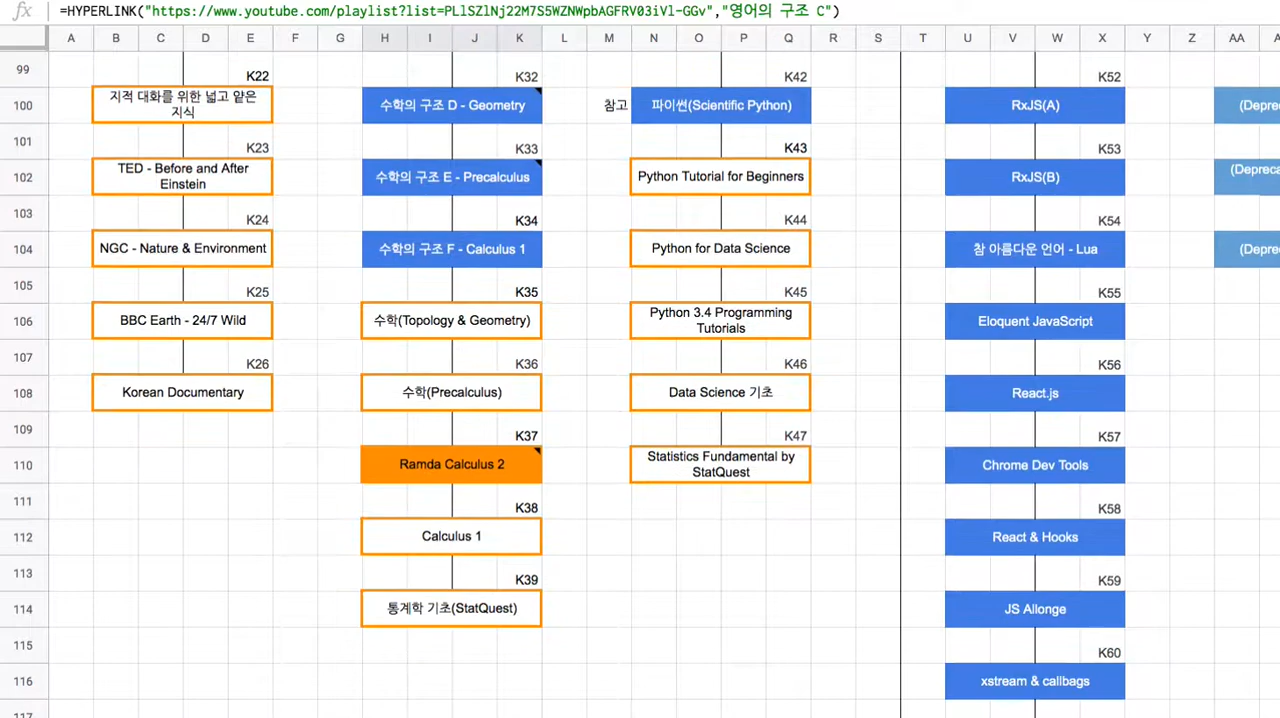 fx =HYPERLINK("https://www.youtube.com/playlist?list=PLlSZlNj22M7S5WZNWpbAGFRV03iVl-GGv","영어의 구조 C")
A B C D E F G H I J K L M N O P Q R S T U V W X Y Z AA
99 K22 K32 K42 K52
100 지적 대화를 위한 넓고 얕은
지식
수학의 구조 D - Geometry
참고 파이썬(Scientific Python)
RxJS(A)
(Depre
101 K23 K33 K43 K53
102 TED - Before and After
Einstein
수학의 구조 E - Precalculus
Python Tutorial for Beginners
RxJS(B)
(Depreca
103 K24 K34 K44 K54
104 NGC - Nature & Environment
수학의 구조 F - Calculus 1
Python for Data Science
참 아름다운 언어 - Lua
(Depre
105 K25 K35 K45 K55
106 BBC Earth - 24/7 Wild
수학(Topology & Geometry)
Python 3.4 Programming
Tutorials
Eloquent JavaScript
107 K26 K36 K46 K56
108 Korean Documentary
수학(Precalculus)
Data Science 기초
React.js
109 K37 K47 K57
110 Ramda Calculus 2
Statistics Fundamental by
StatQuest
Chrome Dev Tools
111 K38 K58
112 Calculus 1
React & Hooks
113 K39 K59
114 통계학 기초(StatQuest)
JS Allonge
115 K60
116 xstream & callbags
117